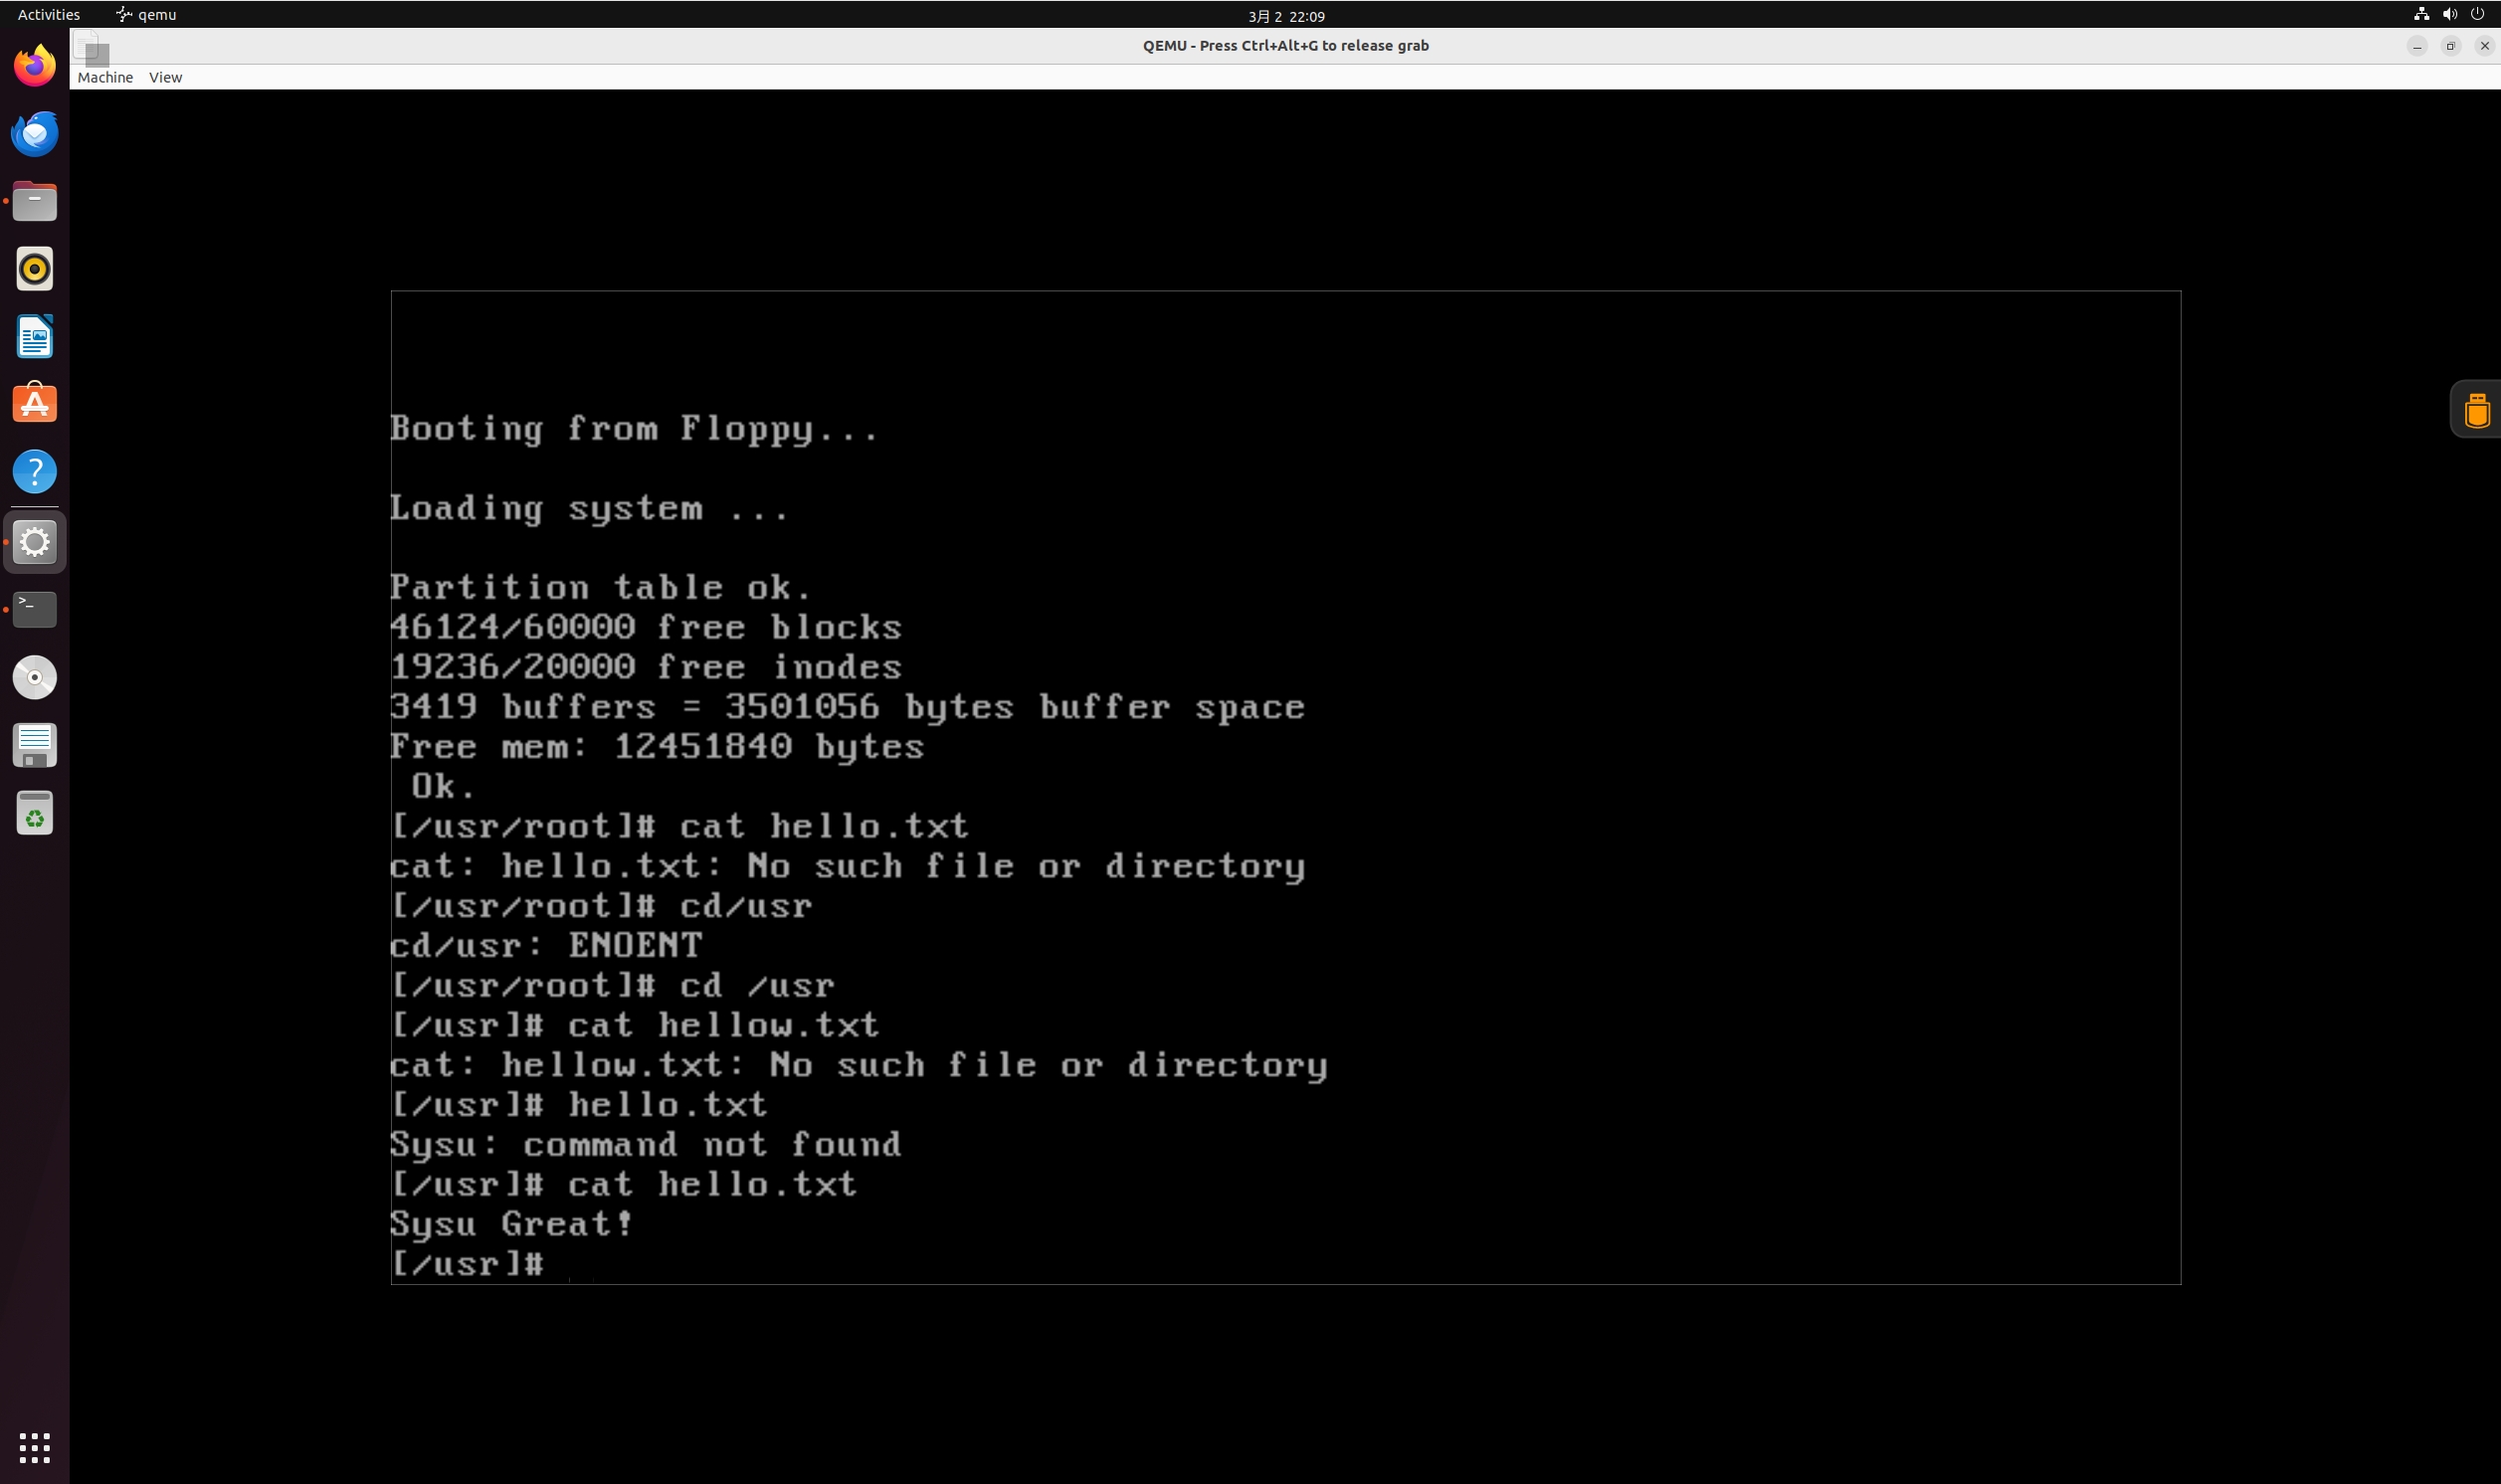 Activities
qemu
3月 2 22:09
QEMU - Press Ctrl+Alt+G to release grab
Machine View
Booting from Floppy...
Loading system ...
Partition table ok.
46124/60000 free blocks
19236/20000 free inodes
3419 buffers = 3501056 bytes buffer space
Free mem: 12451840 bytes
Ok.
[/usr/root]# cat hello.txt
cat: hello.txt: No such file or directory
[/usr/root]# cd/usr
cd/usr: ENOENT
[/usr/root]# cd /usr
[/usr]# cat hellow.txt
cat: hellow.txt: No such file or directory
[/usr]# hello.txt
Sysu: command not found
[/usr]# cat hello.txt
Sysu Great!
[/usr]#